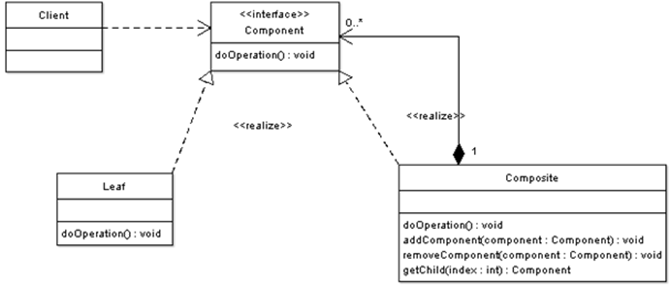 Client
<<interface>>
Component
doOperation() : void
0..*
<<realize>>
<<realize>>
1
Leaf
doOperation() : void
Composite
doOperation() : void
addComponent(component : Component) : void
removeComponent(component : Component) : void
getChild(index : int) : Component